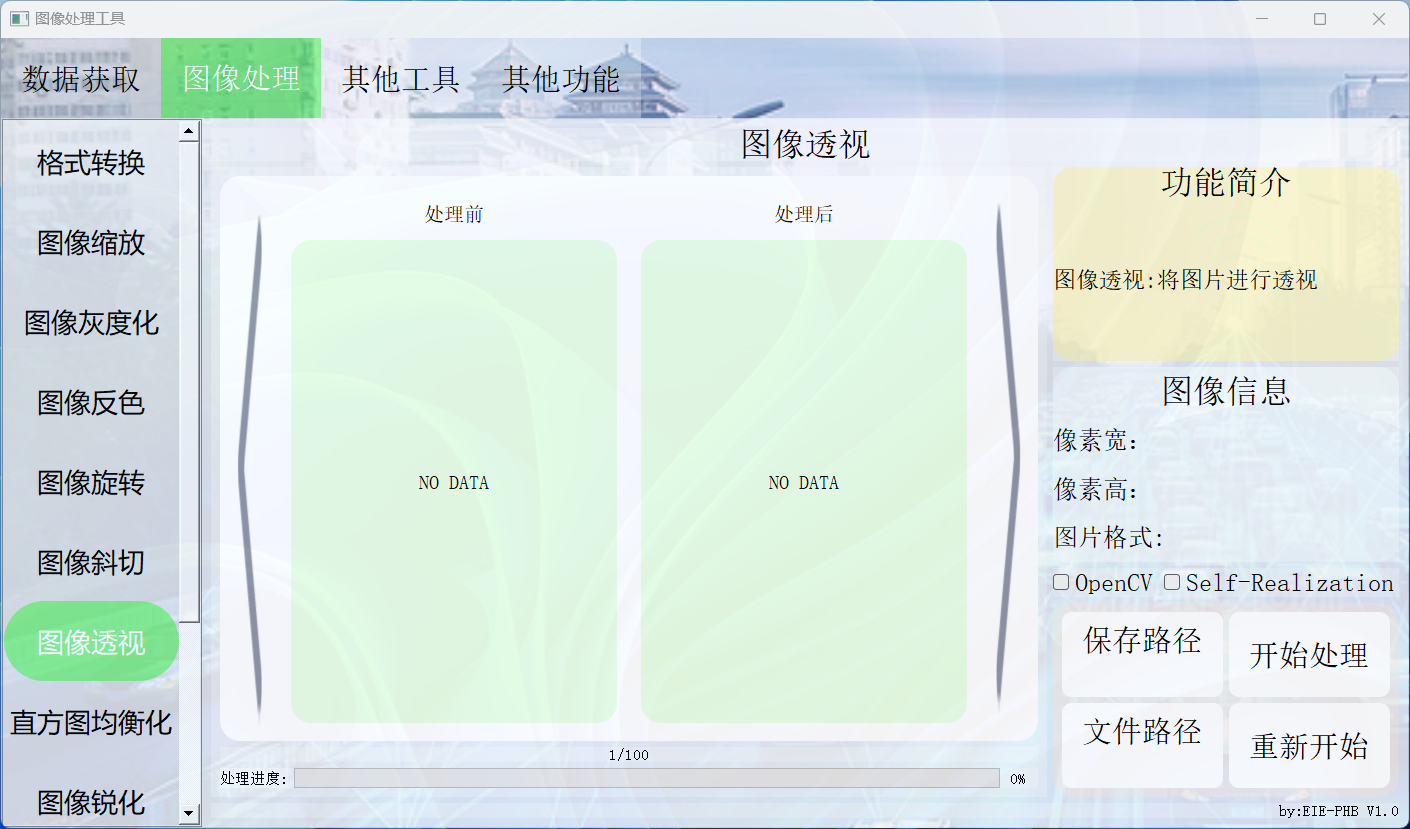 图像处理工具
数据获取 图像处理 其他工具 其他功能
格式转换
图像缩放
图像灰度化
图像反色
图像旋转
图像斜切
图像透视
直方图均衡化
图像锐化
图像透视
处理前 处理后
NO DATA NO DATA
1/100
处理进度: 0%
功能简介
图像透视:将图片进行透视
图像信息
像素宽:
像素高:
图片格式:
OpenCV Self-Realization
保存路径 开始处理
文件路径 重新开始
by:EIE-PHB V1.0